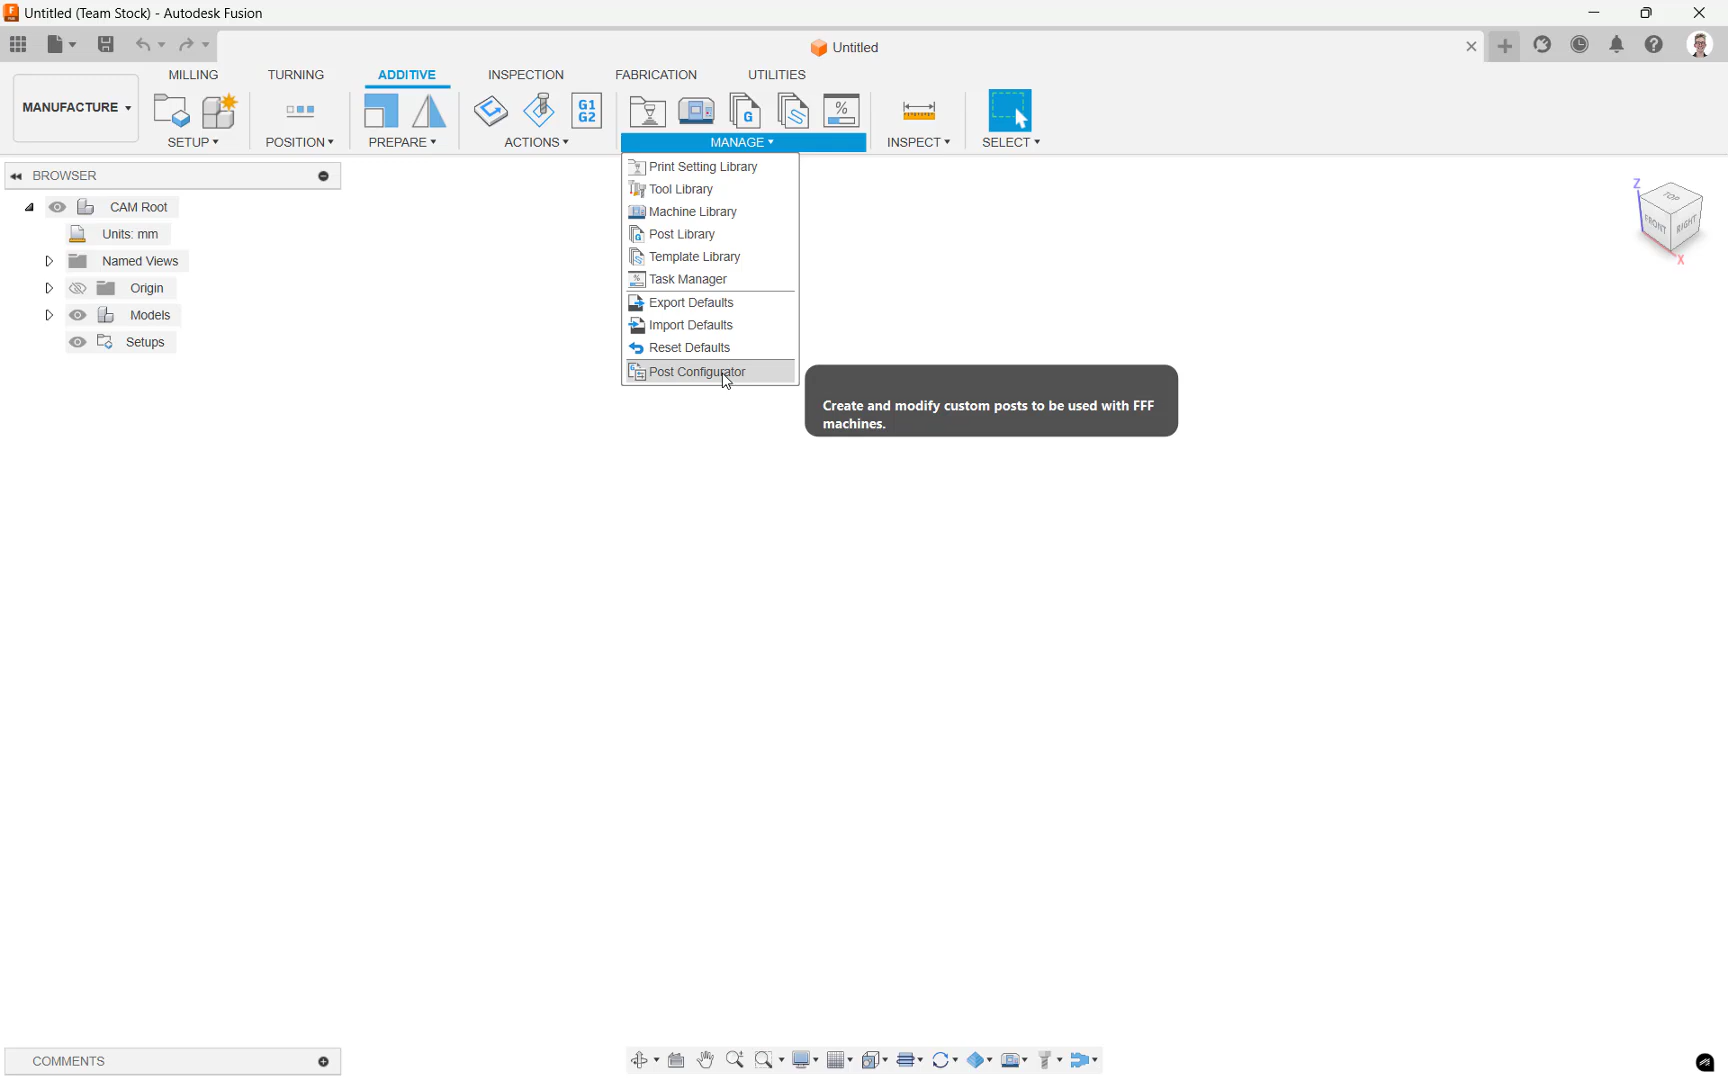 Untitled (Team Stock) - Autodesk Fusion
Untitled
MILLING
TURNING
ADDITIVE
INSPECTION
FABRICATION
UTILITIES
MANUFACTURE
G1
G2
G
%
SETUP
POSITION
PREPARE
ACTIONS
MANAGE
INSPECT
SELECT
BROWSER
CAM Root
Units: mm
Named Views
Origin
Models
Setups
Print Setting Library
Tool Library
Machine Library
Post Library
Template Library
Task Manager
Export Defaults
Import Defaults
Reset Defaults
Post Configurator
Create and modify custom posts to be used with FFF
machines.
Z
TOP
FRONT
RIGHT
X
COMMENTS